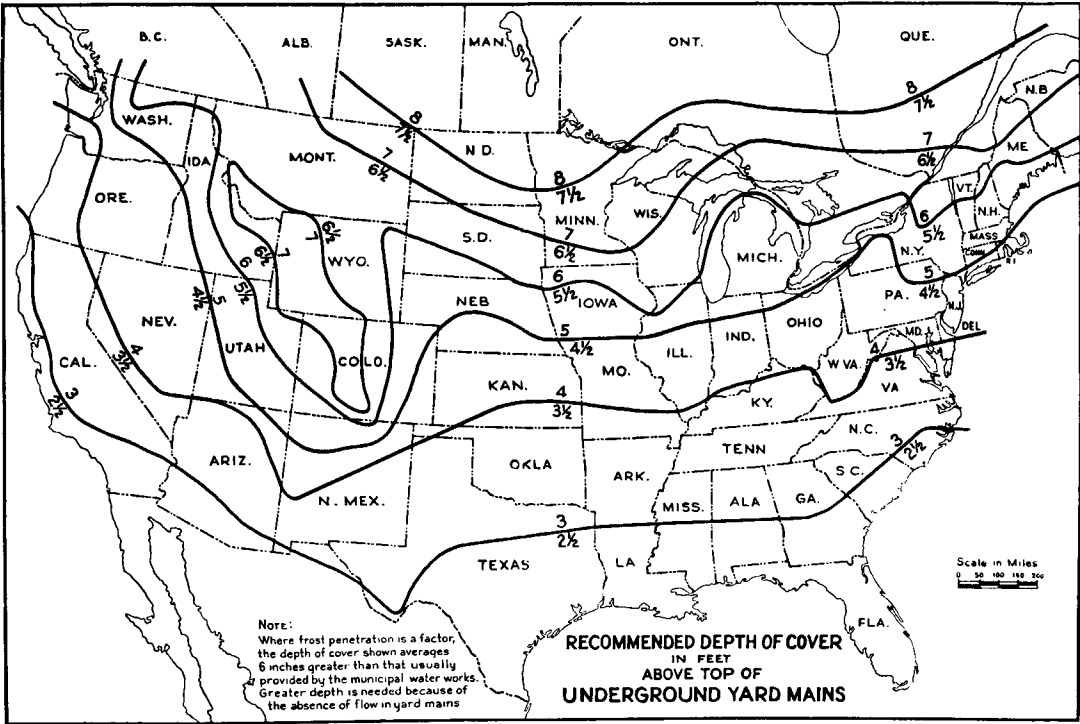 B.C.
ALB.
SASK.
MAN.
ONT.
QUE.
N.B
WASH.
IDA
MONT.
N D.
8
7½
7
6½
8
7½
8
7½
7
6½
ME
ORE.
MINN.
WIS.
VT.
N.H.
MASS
CONN
R I
6½
7
WYO.
6½
7
S.D.
7
6½
MICH.
N.Y.
6
5½
6
5½
6
5½
NEB
IOWA
PA.
N.J.
5
4½
NEV.
5
4½
UTAH
COLO.
5
4½
ILL.
IND.
OHIO
MD.
DEL
W VA.
4
3½
VA
CAL.
4
3½
KAN.
MO.
4
3½
KY.
3
2½
ARIZ.
N. MEX.
OKLA
ARK.
TENN
N.C.
S C.
3
2½
MISS.
ALA
GA.
3
2½
TEXAS
LA
FLA.
Scale in Miles
0 50 100 150 200
NOTE:
Where frost penetration is a factor,
the depth of cover shown averages
6 inches greater than that usually
provided by the municipal water works.
Greater depth is needed because of
the absence of flow in yard mains
RECOMMENDED DEPTH OF COVER
IN FEET
ABOVE TOP OF
UNDERGROUND YARD MAINS